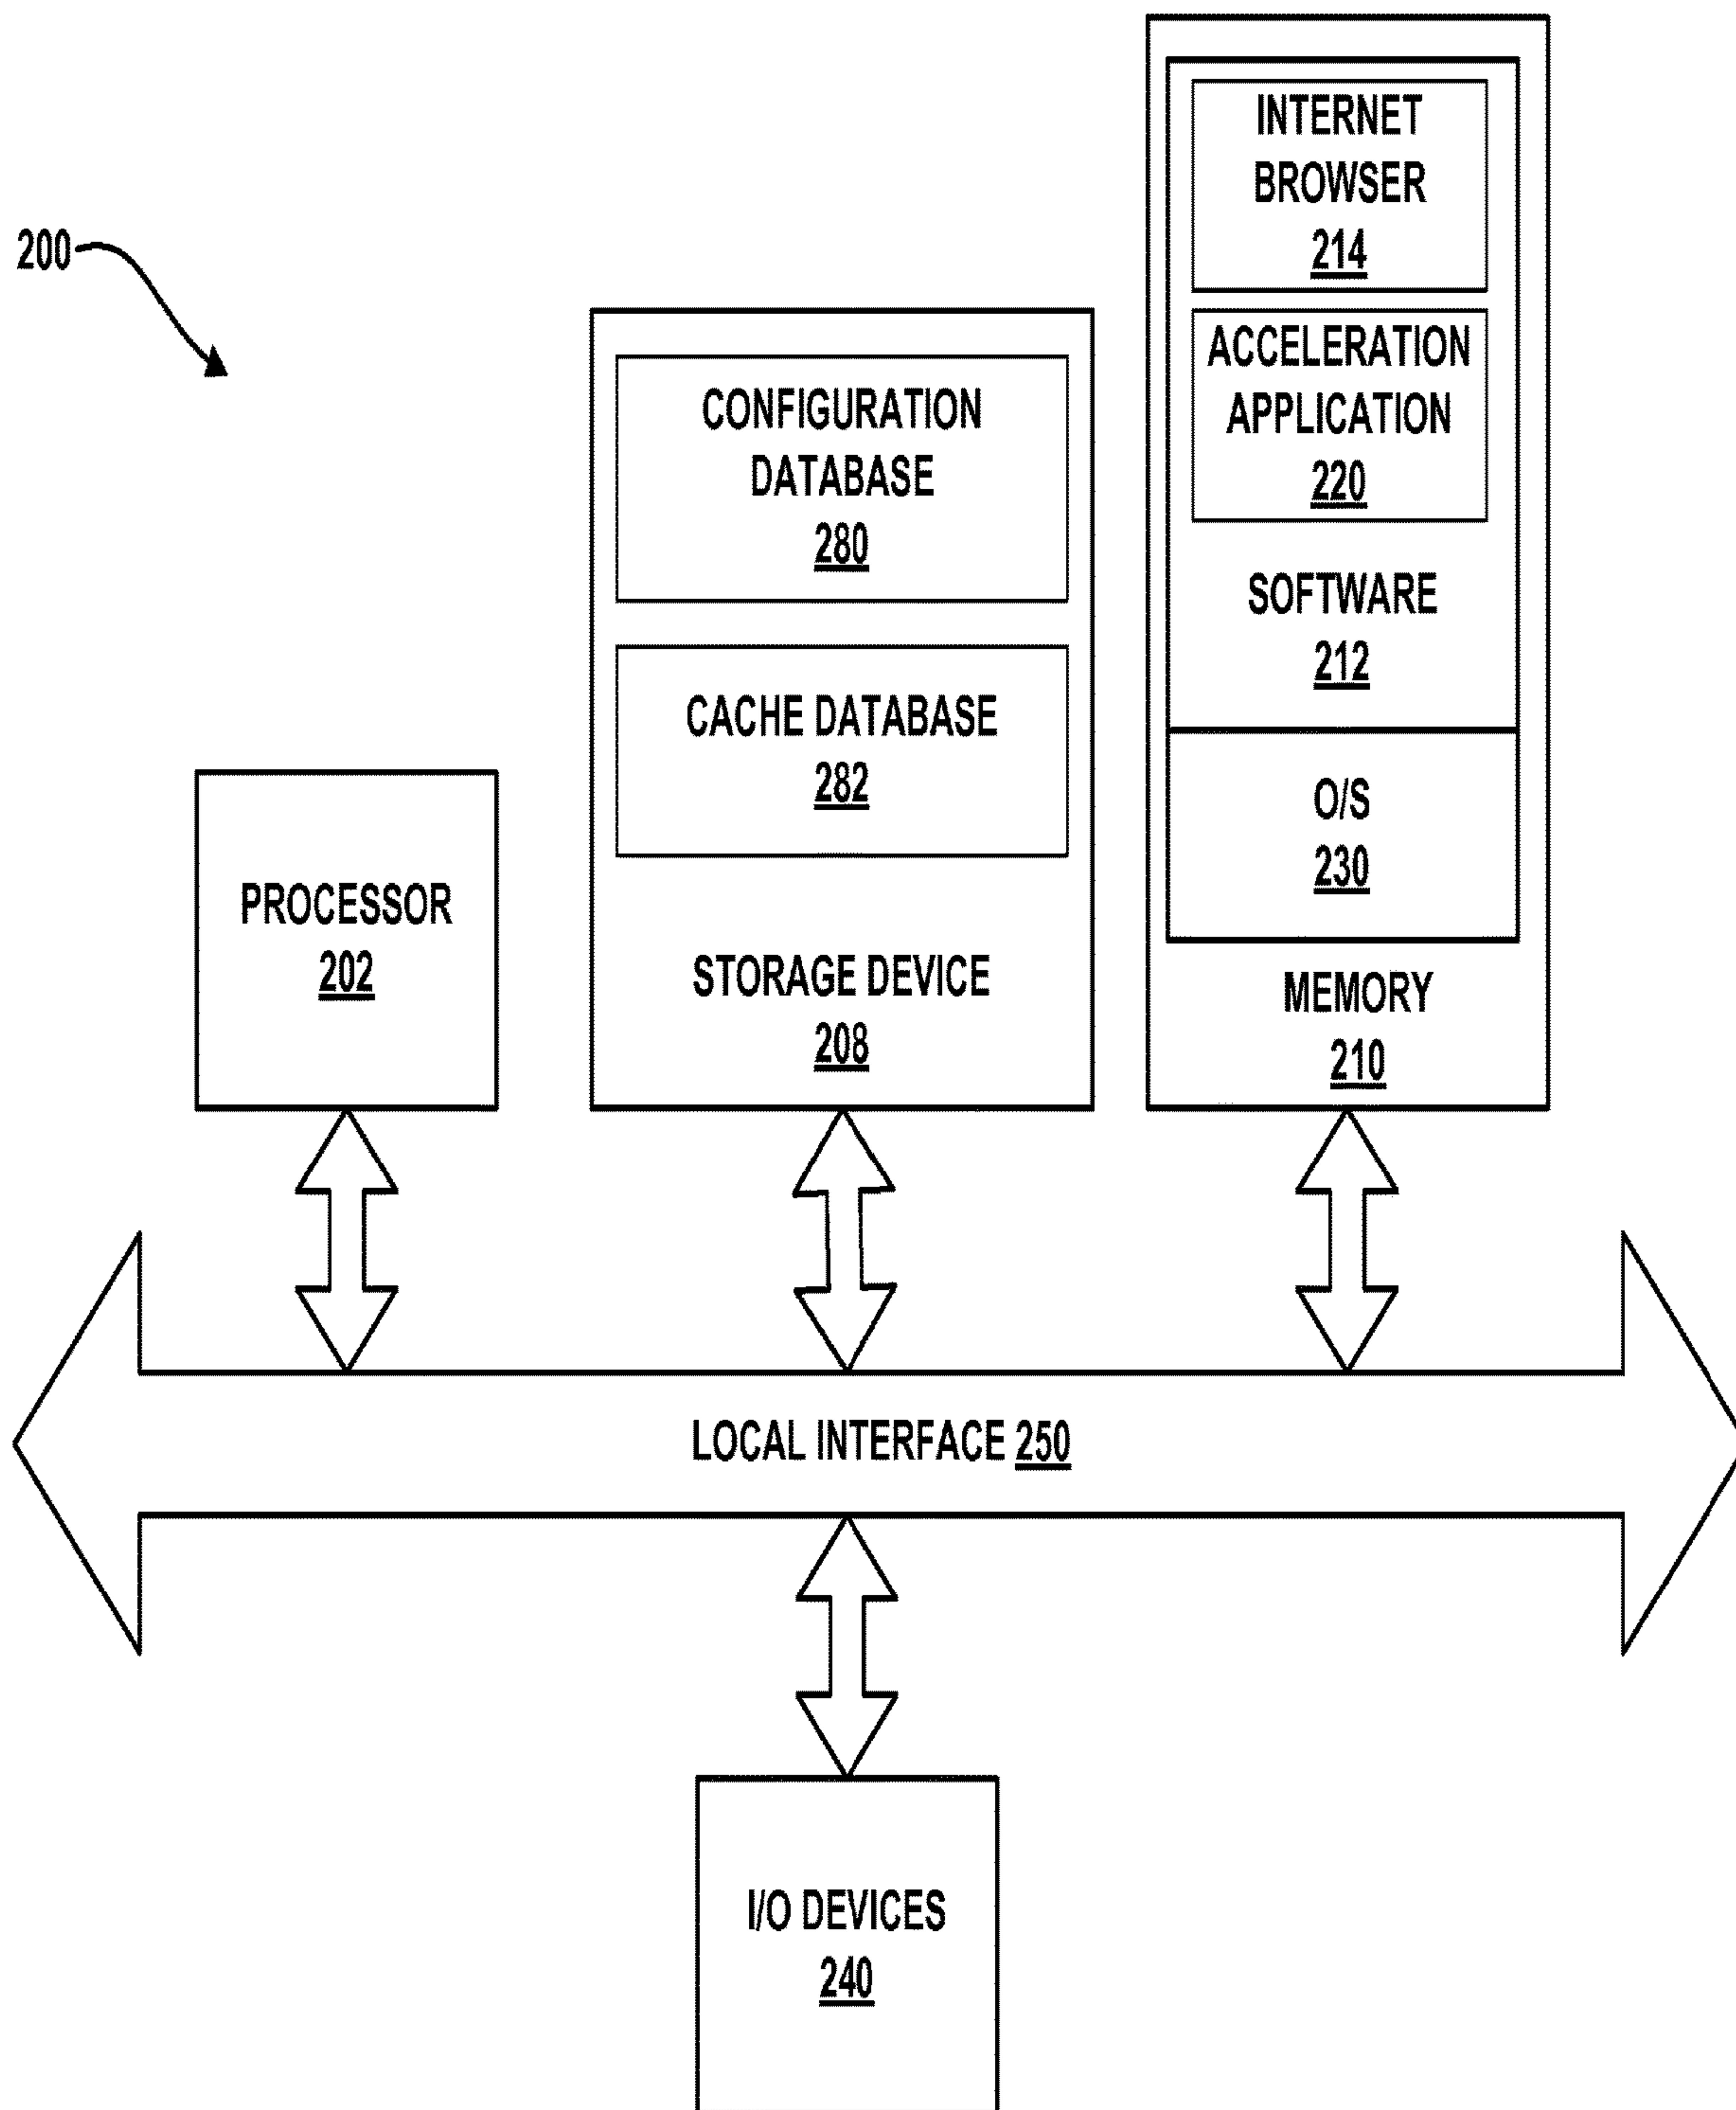 INTERNET
BROWSER
214
200
ACCELERATION
APPLICATION
220
CONFIGURATION
DATABASE
280
SOFTWARE
212
CACHE DATABASE
282
O/S
230
PROCESSOR
202
STORAGE DEVICE
208
MEMORY
210
LOCAL INTERFACE 250
I/O DEVICES
240